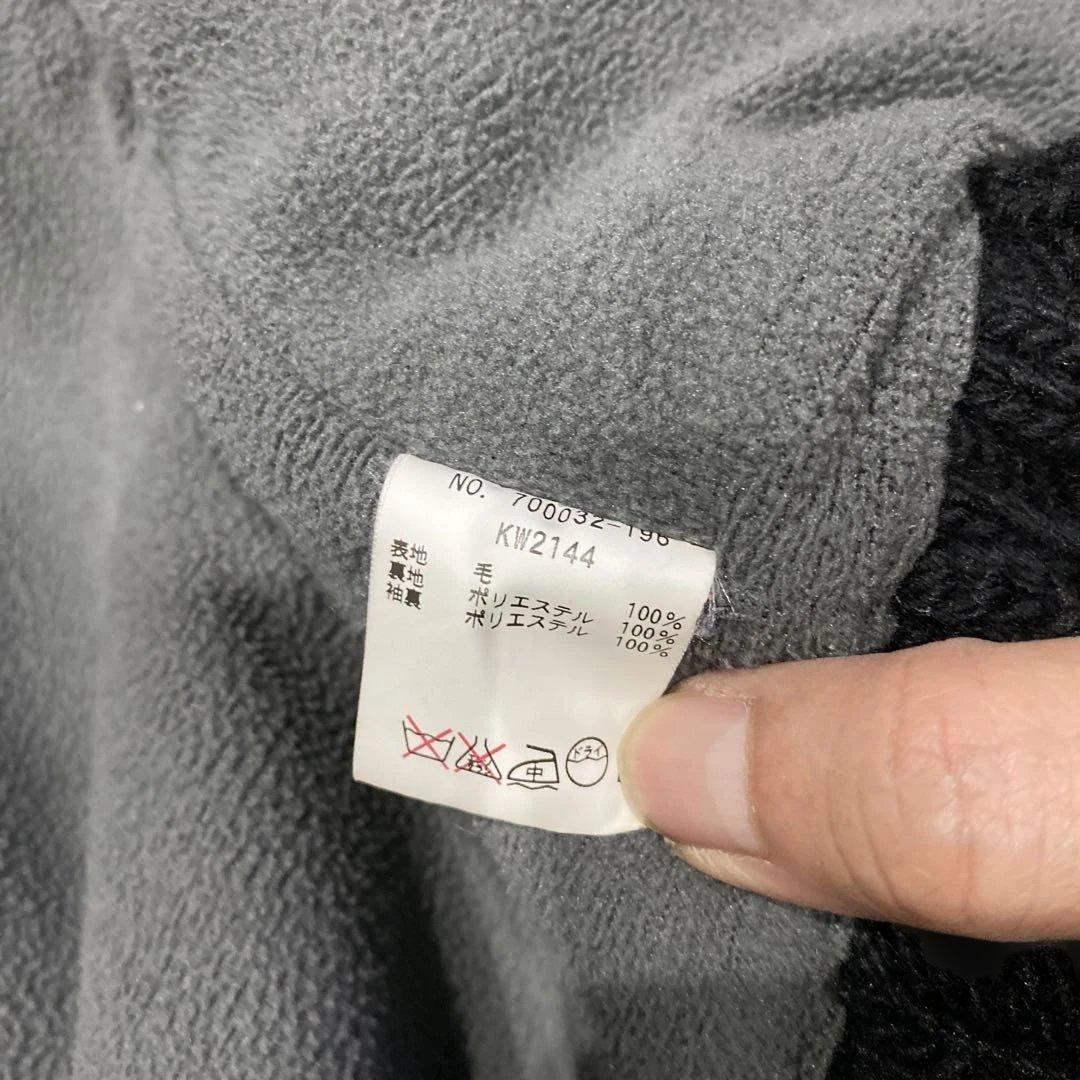 NO. 700032-196
KW2144
表地 毛 100%
裏地 ポリエステル 100%
袖裏 ポリエステル 100%
中 ドライ